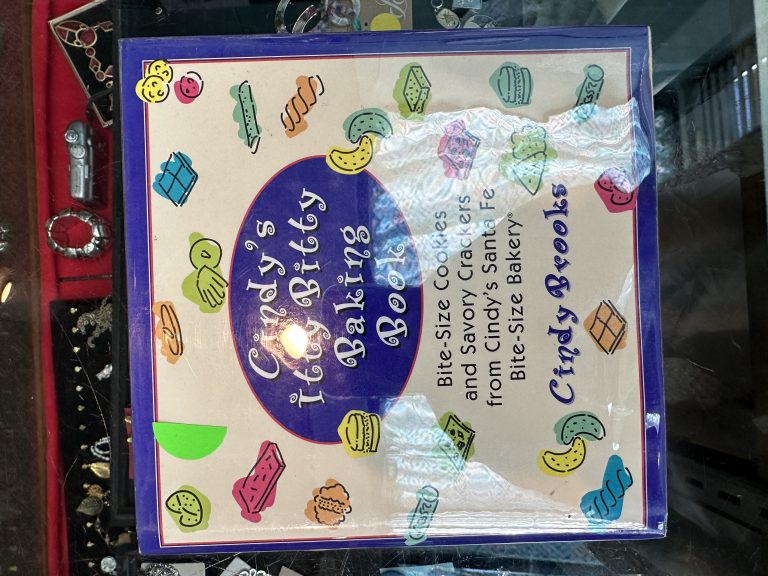 Cindy's
Itty Bitty
Baking
Book
Bite-Size Cookies
and Savory Crackers
from Cindy's Santa Fe
Bite-Size Bakery®
Cindy Brooks